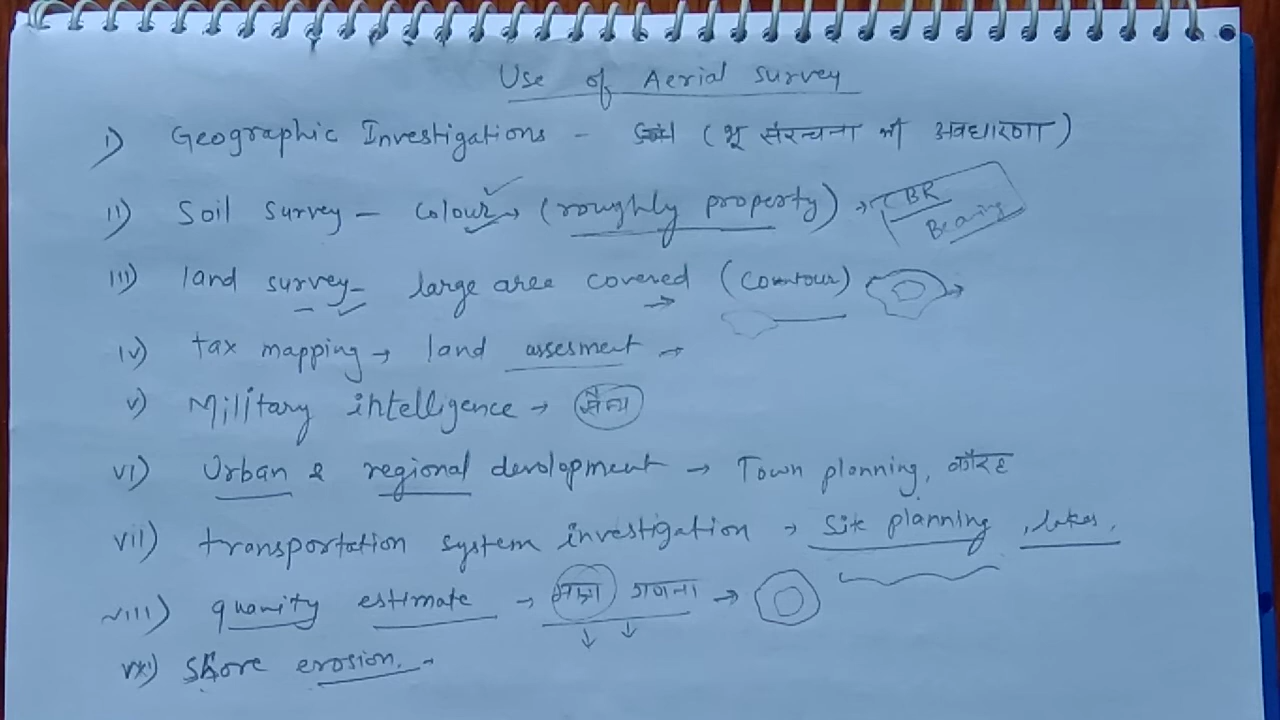 Use of Aerial Survey
i) Geographic Investigations - (भू संरचना की अवधारणा)
ii) Soil survey - Colour → (roughly property) → CBR Bearing
iii) land survey - large area covered (Contour)
iv) tax mapping → land assesment →
v) Military intelligence → सैन्य
vi) Urban & regional devolopment → Town planning,
vii) transportation system investigation → Site planning, lakes,
viii) quanity estimate → मात्रा गणना →
ix) Shore erosion. →